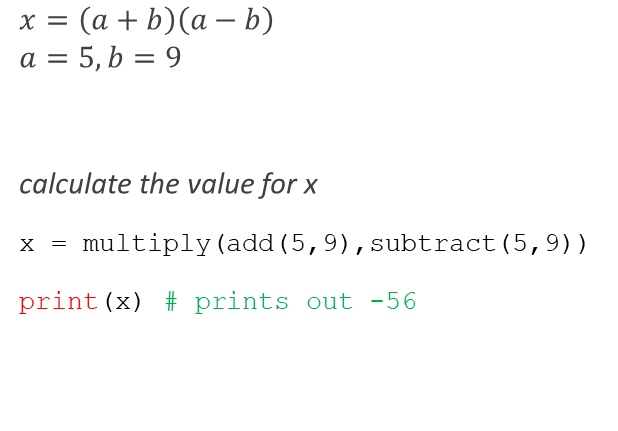 x = (a + b)(a − b)
a = 5, b = 9
calculate the value for x
x = multiply(add(5,9),subtract(5,9))
print(x) # prints out -56